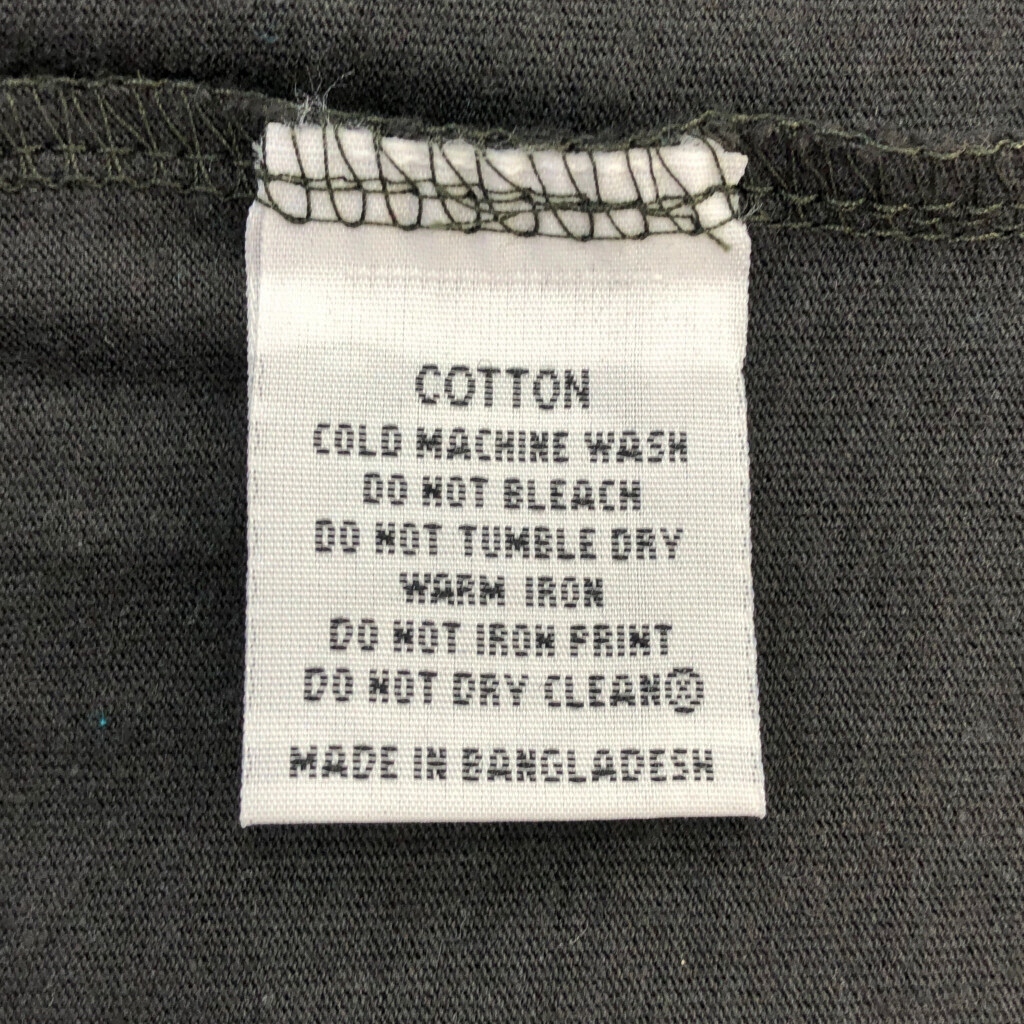 COTTON
COLD MACHINE WASH
DO NOT BLEACH
DO NOT TUMBLE DRY
WARM IRON
DO NOT IRON PRINT
DO NOT DRY CLEANⓍ
MADE IN BANGLADESH